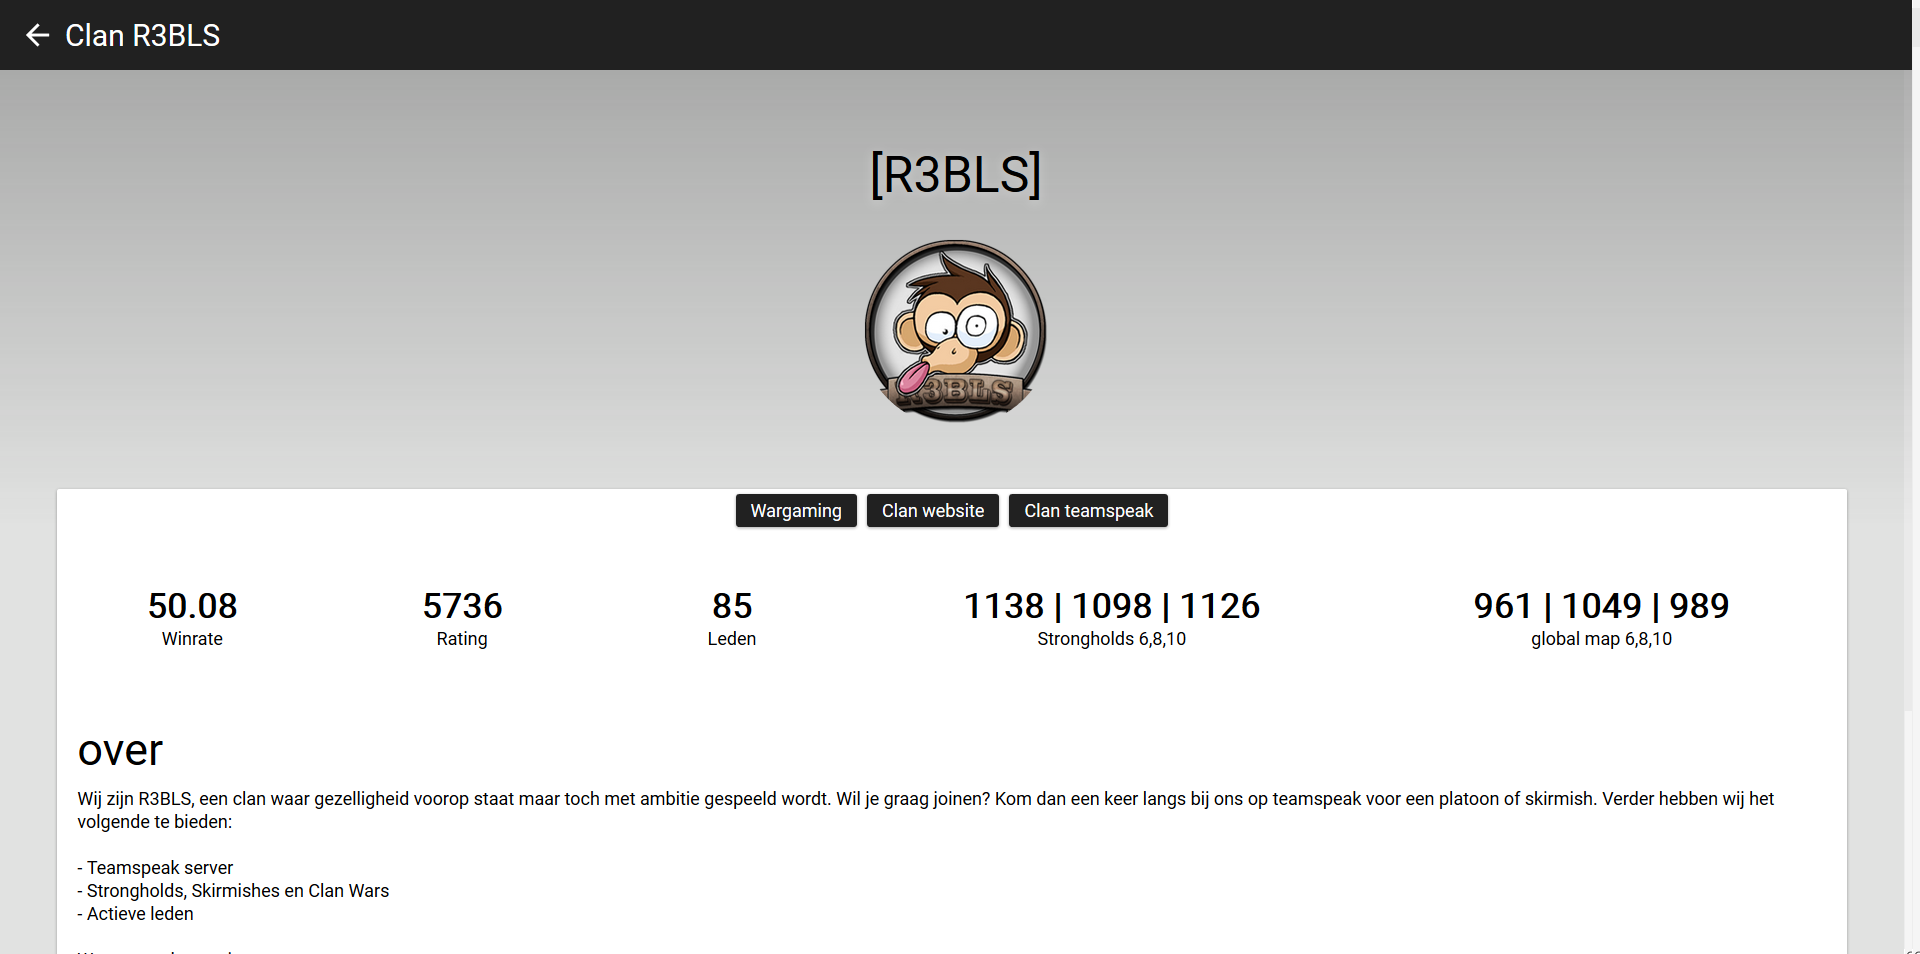 Clan R3BLS
[R3BLS]
R3BLS
Wargaming Clan website Clan teamspeak
50.08 5736 85 1138 | 1098 | 1126 961 | 1049 | 989
Winrate Rating Leden Strongholds 6,8,10 global map 6,8,10
over
Wij zijn R3BLS, een clan waar gezelligheid voorop staat maar toch met ambitie gespeeld wordt. Wil je graag joinen? Kom dan een keer langs bij ons op teamspeak voor een platoon of skirmish. Verder hebben wij het
volgende te bieden:
- Teamspeak server
- Strongholds, Skirmishes en Clan Wars
- Actieve leden